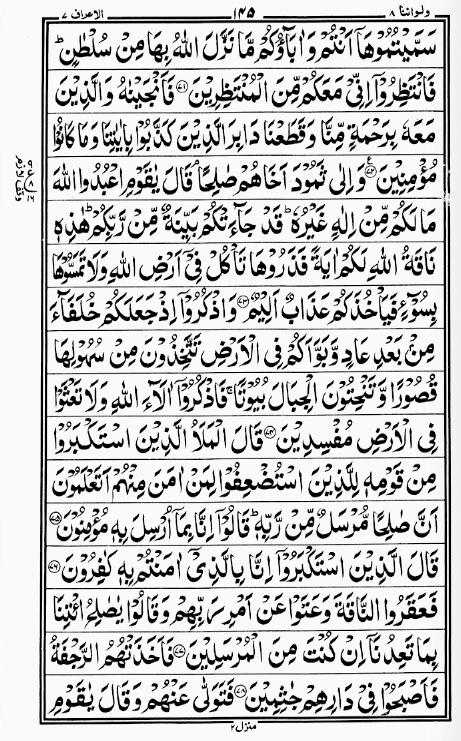 ولواننا ٨
١٤٥
الاعراف ٧
سَمَّيْتُمُوْهَاۤ اَنْتُمْ وَاٰبَآؤُكُمْ مَّا نَزَّلَ اللّٰهُ بِهَا مِنْ سُلْطٰنٍؕ
فَانْتَظِرُوْۤا اِنِّىْ مَعَكُمْ مِّنَ الْمُنْتَظِرِيْنَ ﴿٧١﴾ فَاَنْجَيْنٰهُ وَالَّذِيْنَ
مَعَهٗ بِرَحْمَةٍ مِّنَّا وَقَطَعْنَا دَابِرَ الَّذِيْنَ كَذَّبُوْا بِاٰيٰتِنَا وَمَا كَانُوْا
مُؤْمِنِيْنَ ﴿٧٢﴾ وَاِلٰى ثَمُوْدَ اَخَاهُمْ صٰلِحًاۘ قَالَ يٰقَوْمِ اعْبُدُوا اللّٰهَ
مَا لَكُمْ مِّنْ اِلٰهٍ غَيْرُهٗؕ قَدْ جَآءَتْكُمْ بَيِّنَةٌ مِّنْ رَّبِّكُمْؕ هٰذِهٖ
نَاقَةُ اللّٰهِ لَكُمْ اٰيَةً فَذَرُوْهَا تَاْكُلْ فِىْۤ اَرْضِ اللّٰهِ وَلَا تَمَسُّوْهَا
بِسُوْٓءٍ فَيَاْخُذَكُمْ عَذَابٌ اَلِيْمٌ ﴿٧٣﴾ وَاذْكُرُوْۤا اِذْ جَعَلَكُمْ خُلَفَآءَ
مِنْۢ بَعْدِ عَادٍ وَّبَوَّاَكُمْ فِى الْاَرْضِ تَتَّخِذُوْنَ مِنْ سُهُوْلِهَا
قُصُوْرًا وَّتَنْحِتُوْنَ الْجِبَالَ بُيُوْتًاۚ فَاذْكُرُوْۤا اٰلَآءَ اللّٰهِ وَلَا تَعْثَوْا
فِى الْاَرْضِ مُفْسِدِيْنَ ﴿٧٤﴾ قَالَ الْمَلَاُ الَّذِيْنَ اسْتَكْبَرُوْا
مِنْ قَوْمِهٖ لِلَّذِيْنَ اسْتُضْعِفُوْا لِمَنْ اٰمَنَ مِنْهُمْ اَتَعْلَمُوْنَ
اَنَّ صٰلِحًا مُّرْسَلٌ مِّنْ رَّبِّهٖؕ قَالُوْۤا اِنَّا بِمَاۤ اُرْسِلَ بِهٖ مُؤْمِنُوْنَ ﴿٧٥﴾
قَالَ الَّذِيْنَ اسْتَكْبَرُوْۤا اِنَّا بِالَّذِىْۤ اٰمَنْتُمْ بِهٖ كٰفِرُوْنَ ﴿٧٦﴾
فَعَقَرُوا النَّاقَةَ وَعَتَوْا عَنْ اَمْرِ رَبِّهِمْ وَقَالُوْا يٰصٰلِحُ ائْتِنَا
بِمَا تَعِدُنَاۤ اِنْ كُنْتَ مِنَ الْمُرْسَلِيْنَ ﴿٧٧﴾ فَاَخَذَتْهُمُ الرَّجْفَةُ
فَاَصْبَحُوْا فِىْ دَارِهِمْ جٰثِمِيْنَ ﴿٧٨﴾ فَتَوَلّٰى عَنْهُمْ وَقَالَ يٰقَوْمِ
منزل ٢